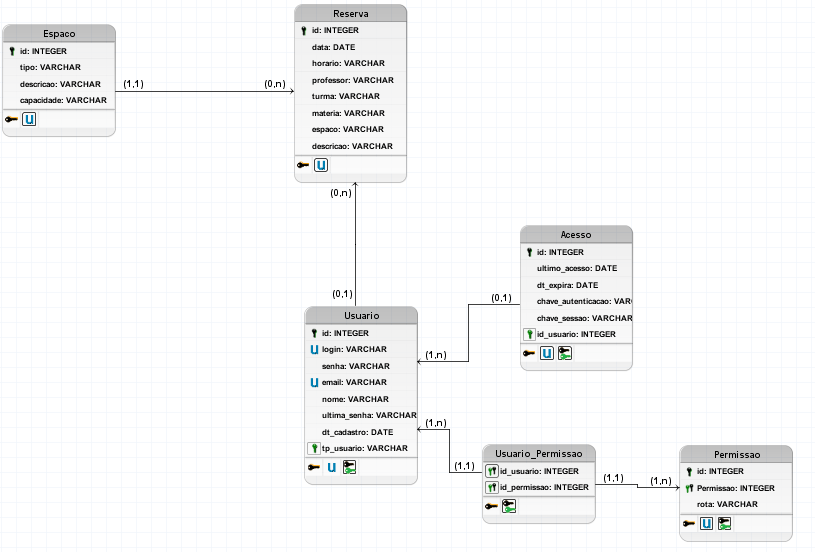 Espaco
id: INTEGER
tipo: VARCHAR
descricao: VARCHAR
capacidade: VARCHAR
U
(1,1)
(0,n)
Reserva
id: INTEGER
data: DATE
horario: VARCHAR
professor: VARCHAR
turma: VARCHAR
materia: VARCHAR
espaco: VARCHAR
descricao: VARCHAR
U
(0,n)
(0,1)
Usuario
id: INTEGER
U login: VARCHAR
senha: VARCHAR
U email: VARCHAR
nome: VARCHAR
ultima_senha: VARCHAR
dt_cadastro: DATE
tp_usuario: VARCHAR
U
Acesso
id: INTEGER
ultimo_acesso: DATE
dt_expira: DATE
chave_autenticacao: VAR
chave_sessao: VARCHAR
id_usuario: INTEGER
U
(0,1)
(1,n)
(1,n)
(1,1)
Usuario_Permissao
id_usuario: INTEGER
id_permissao: INTEGER
(1,1)
(1,n)
Permissao
id: INTEGER
Permissao: INTEGER
rota: VARCHAR
U